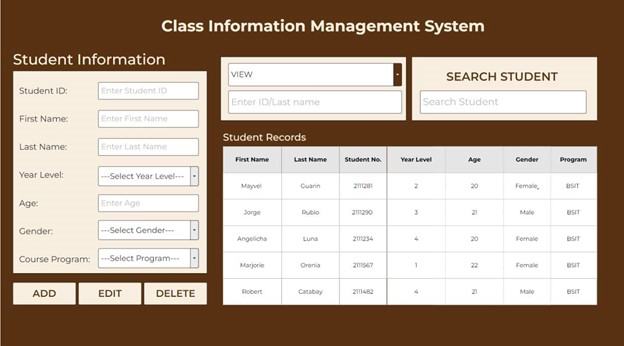 Class Information Management System
Student Information
Student ID: Enter Student ID
First Name: Enter First Name
Last Name: Enter Last Name
Year Level: ---Select Year Level---
Age: Enter Age
Gender: ---Select Gender---
Course Program: ---Select Program---
ADD EDIT DELETE
VIEW
Enter ID/Last name
SEARCH STUDENT
Search Student
Student Records
First Name Last Name Student No. Year Level Age Gender Program
Mayvel Guarin 2111281 2 20 Female, BSIT
Jorge Rubio 2111290 3 21 Male BSIT
Angelicha Luna 2111234 4 20 Female BSIT
Marjorie Orenia 2111567 1 22 Female BSIT
Robert Catabay 2111482 4 21 Male BSIT